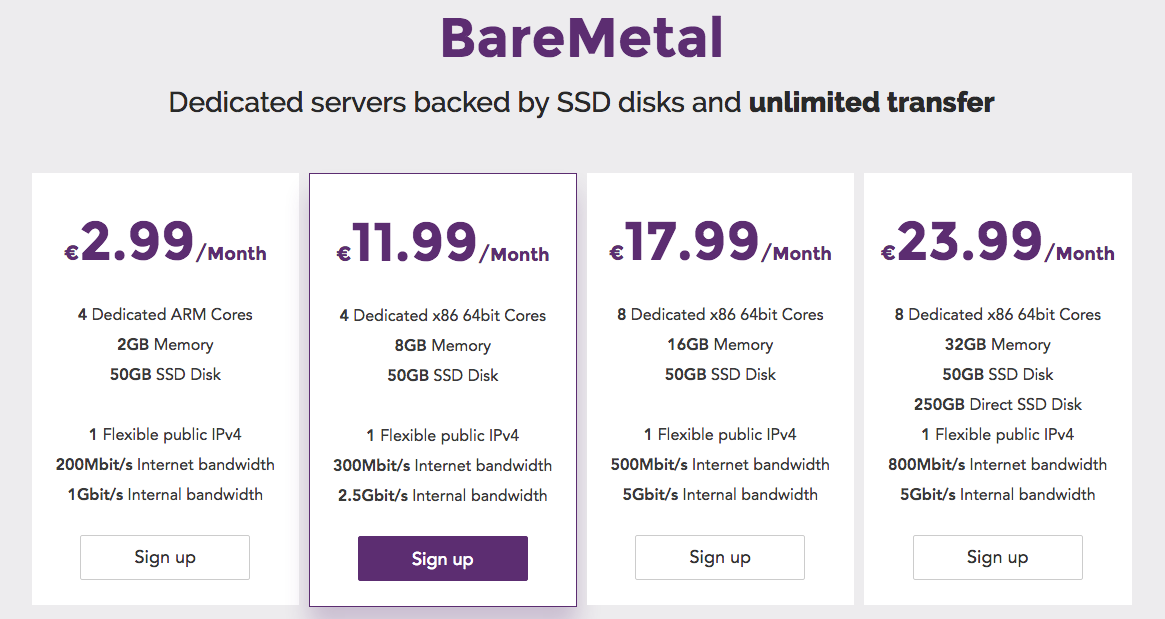 BareMetal
Dedicated servers backed by SSD disks and unlimited transfer
€2.99/Month
4 Dedicated ARM Cores
2GB Memory
50GB SSD Disk
1 Flexible public IPv4
200Mbit/s Internet bandwidth
1Gbit/s Internal bandwidth
Sign up
€11.99/Month
4 Dedicated x86 64bit Cores
8GB Memory
50GB SSD Disk
1 Flexible public IPv4
300Mbit/s Internet bandwidth
2.5Gbit/s Internal bandwidth
Sign up
€17.99/Month
8 Dedicated x86 64bit Cores
16GB Memory
50GB SSD Disk
1 Flexible public IPv4
500Mbit/s Internet bandwidth
5Gbit/s Internal bandwidth
Sign up
€23.99/Month
8 Dedicated x86 64bit Cores
32GB Memory
50GB SSD Disk
250GB Direct SSD Disk
1 Flexible public IPv4
800Mbit/s Internet bandwidth
5Gbit/s Internal bandwidth
Sign up